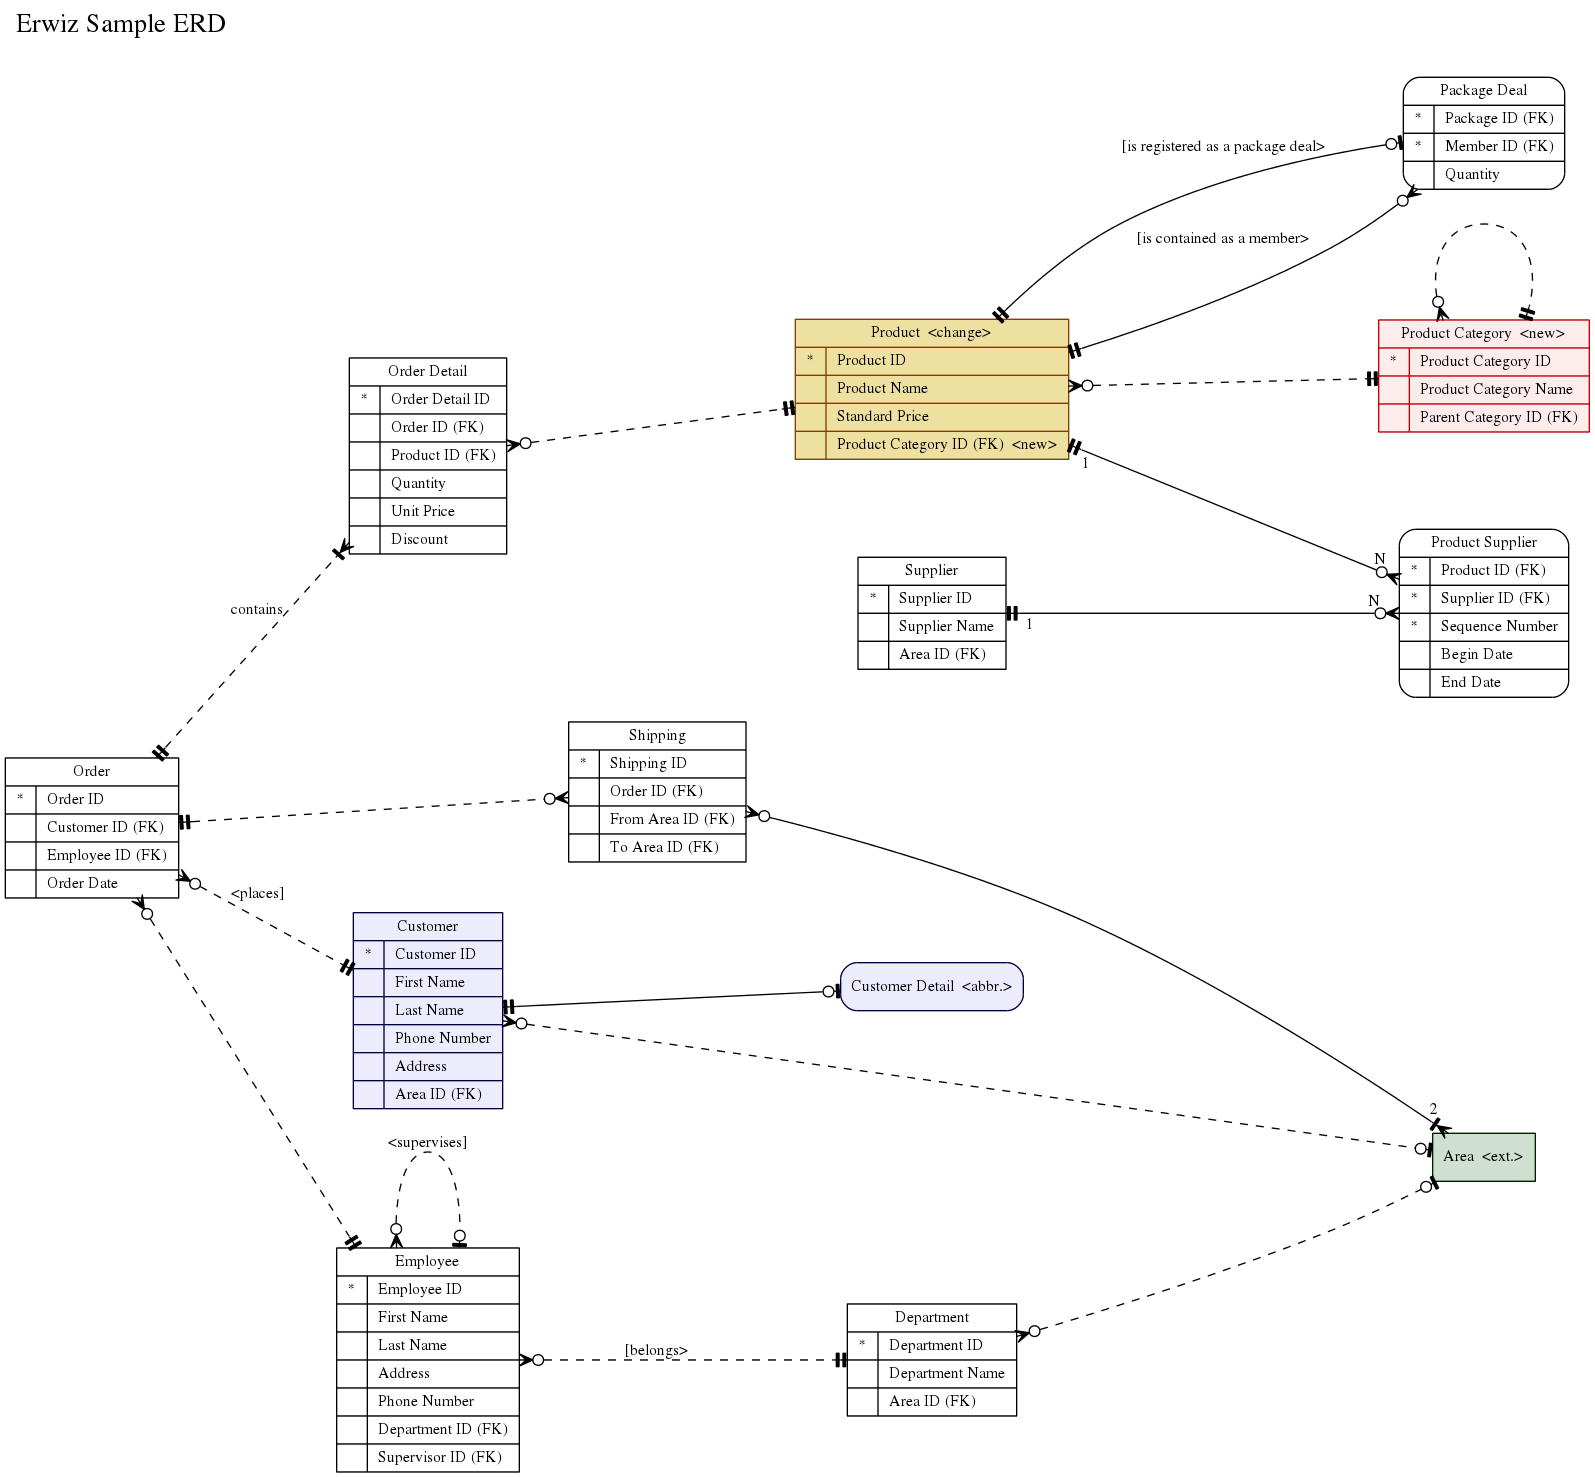 Erwiz Sample ERD
Package Deal
* Package ID (FK)
* Member ID (FK)
Quantity
[is registered as a package deal>
[is contained as a member>
Product <change>
* Product ID
Product Name
Standard Price
Product Category ID (FK) <new>
Product Category <new>
* Product Category ID
Product Category Name
Parent Category ID (FK)
Order Detail
* Order Detail ID
Order ID (FK)
Product ID (FK)
Quantity
Unit Price
Discount
1
N
Product Supplier
* Product ID (FK)
* Supplier ID (FK)
* Sequence Number
Begin Date
End Date
Supplier
* Supplier ID
Supplier Name
Area ID (FK)
1
N
contains
Shipping
* Shipping ID
Order ID (FK)
From Area ID (FK)
To Area ID (FK)
Order
* Order ID
Customer ID (FK)
Employee ID (FK)
Order Date
<places]
Customer
* Customer ID
First Name
Last Name
Phone Number
Address
Area ID (FK)
Customer Detail <abbr.>
2
Area <ext.>
<supervises]
Employee
* Employee ID
First Name
Last Name
Address
Phone Number
Department ID (FK)
Supervisor ID (FK)
[belongs>
Department
* Department ID
Department Name
Area ID (FK)